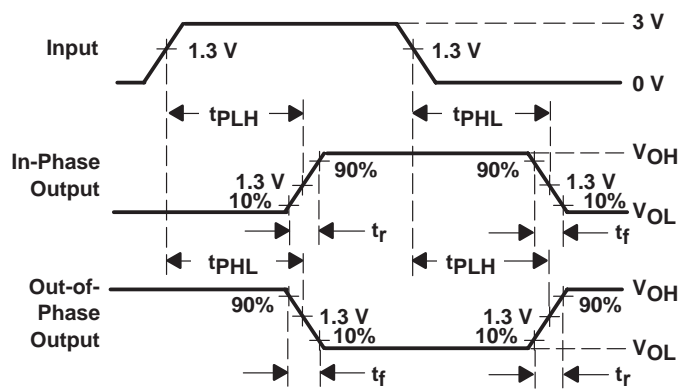 3 V
Input
1.3 V
1.3 V
0 V
tPLH
tPHL
VOH
In-Phase
Output
90%
90%
1.3 V
1.3 V
10%
10%
VOL
tr
tf
tPHL
tPLH
Out-of-
Phase
Output
VOH
90%
90%
1.3 V
1.3 V
10%
10%
VOL
tf
tr